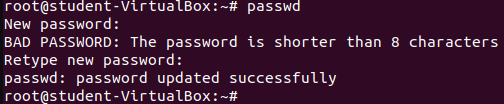 root@student-VirtualBox:~# passwd
New password:
BAD PASSWORD: The password is shorter than 8 characters
Retype new password:
passwd: password updated successfully
root@student-VirtualBox:~#